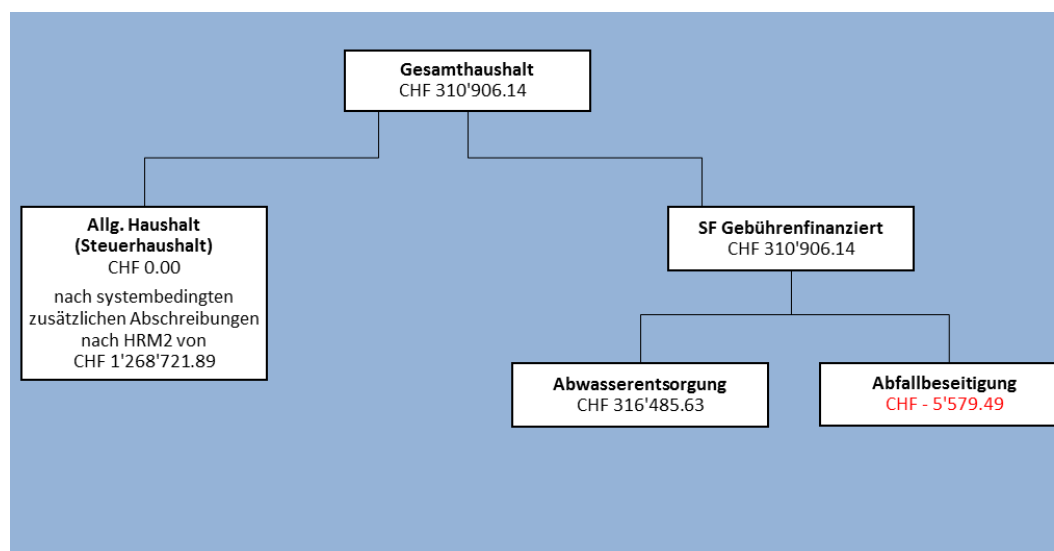 Gesamthaushalt
CHF 310'906.14
Allg. Haushalt
(Steuerhaushalt)
CHF 0.00
nach systembedingten
zusätzlichen Abschreibungen
nach HRM2 von
CHF 1'268'721.89
SF Gebührenfinanziert
CHF 310'906.14
Abwasserentsorgung
CHF 316'485.63
Abfallbeseitigung
CHF - 5'579.49